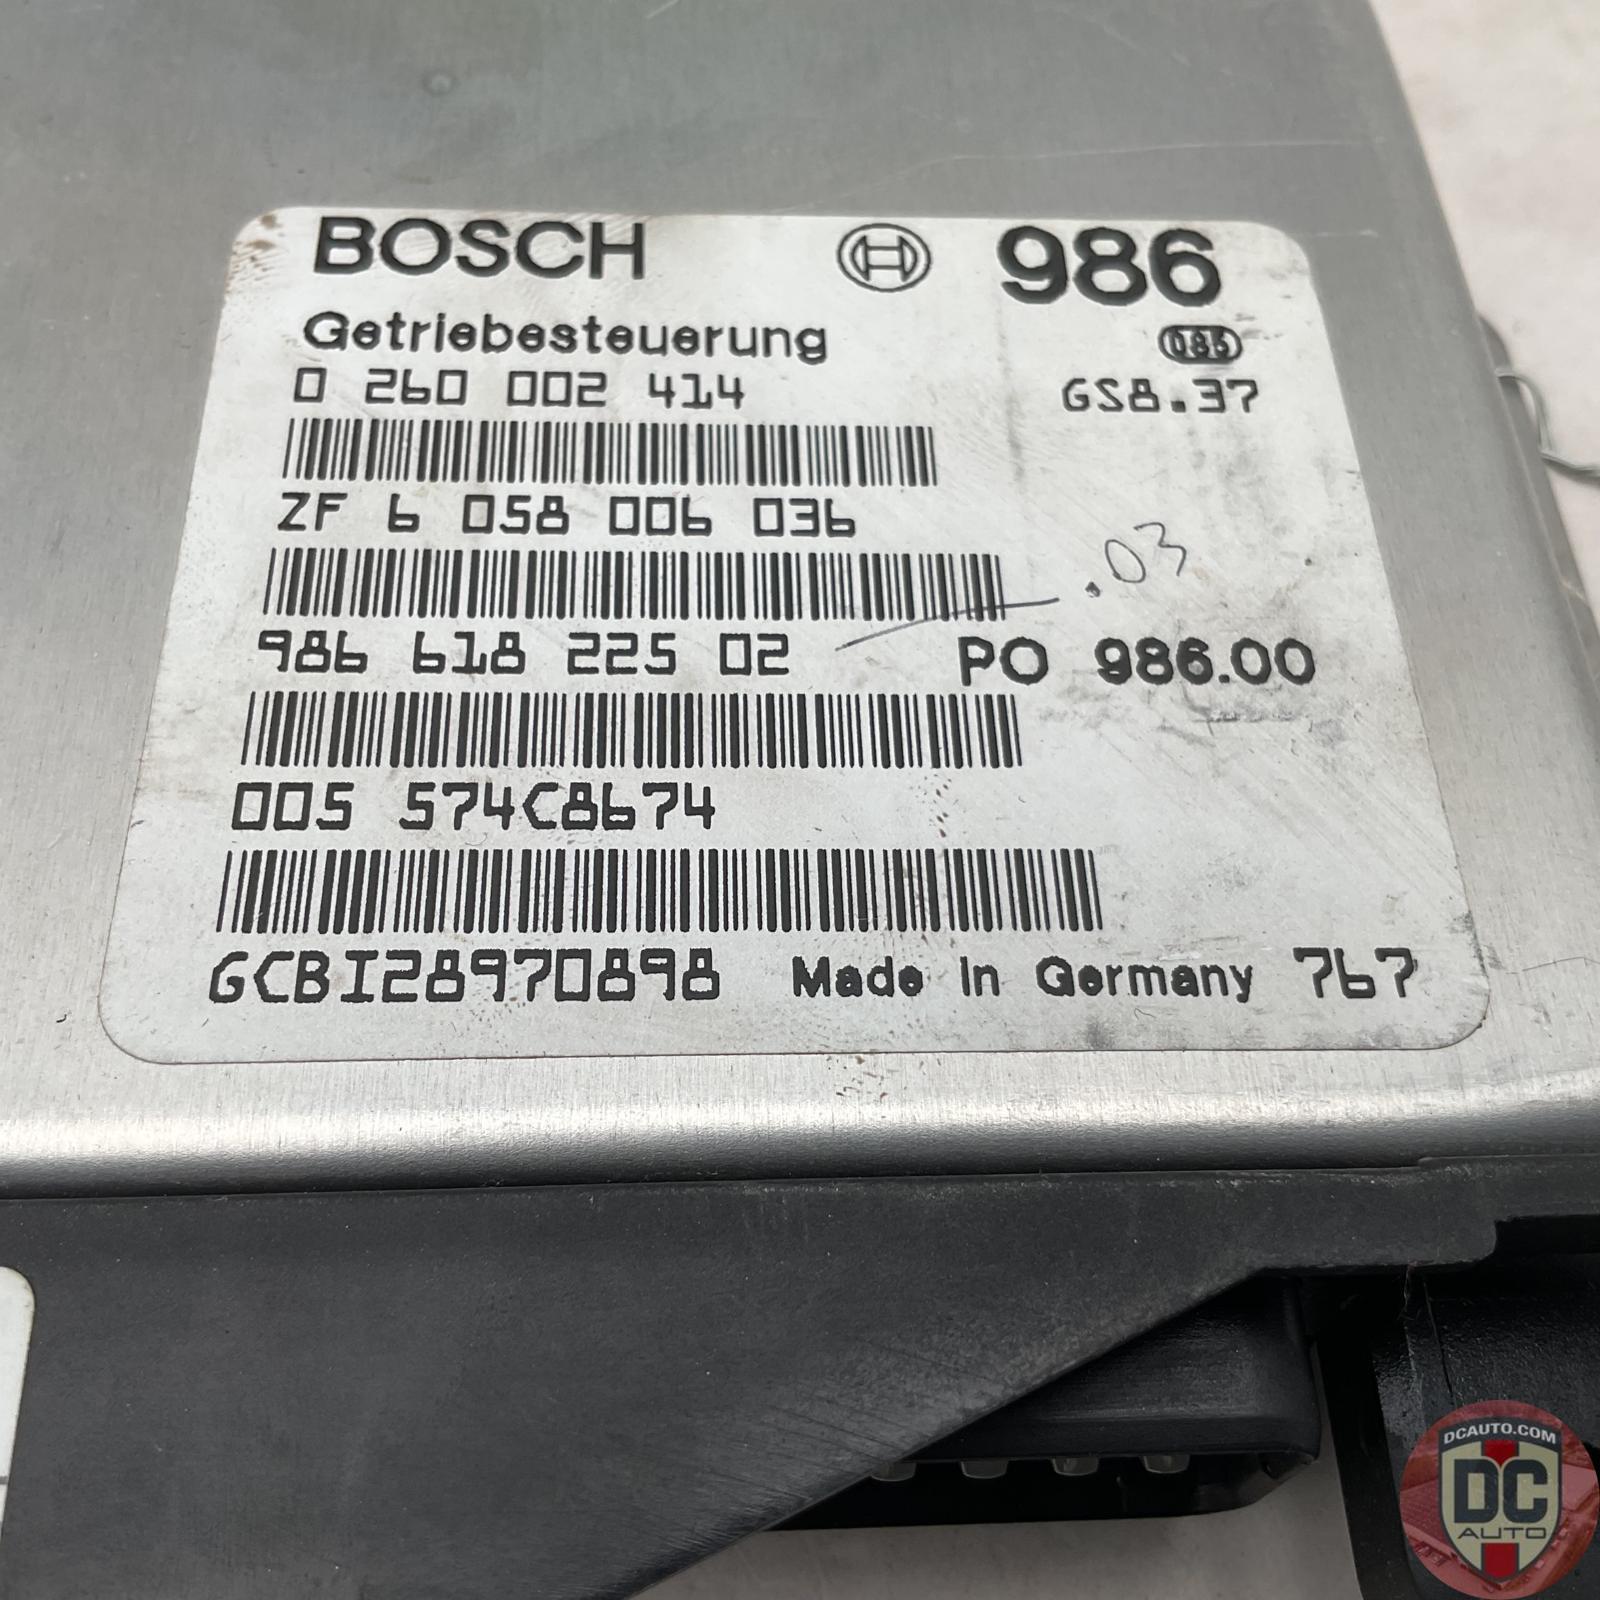 BOSCH 986
Getriebesteuerung 086
0 260 002 414 GS8.37
ZF 6 058 006 036
.03
986 618 225 02 PO 986.00
005 574C8674
GCBI28970898 Made in Germany 767
DCAUTO.COM
DC
AUTO